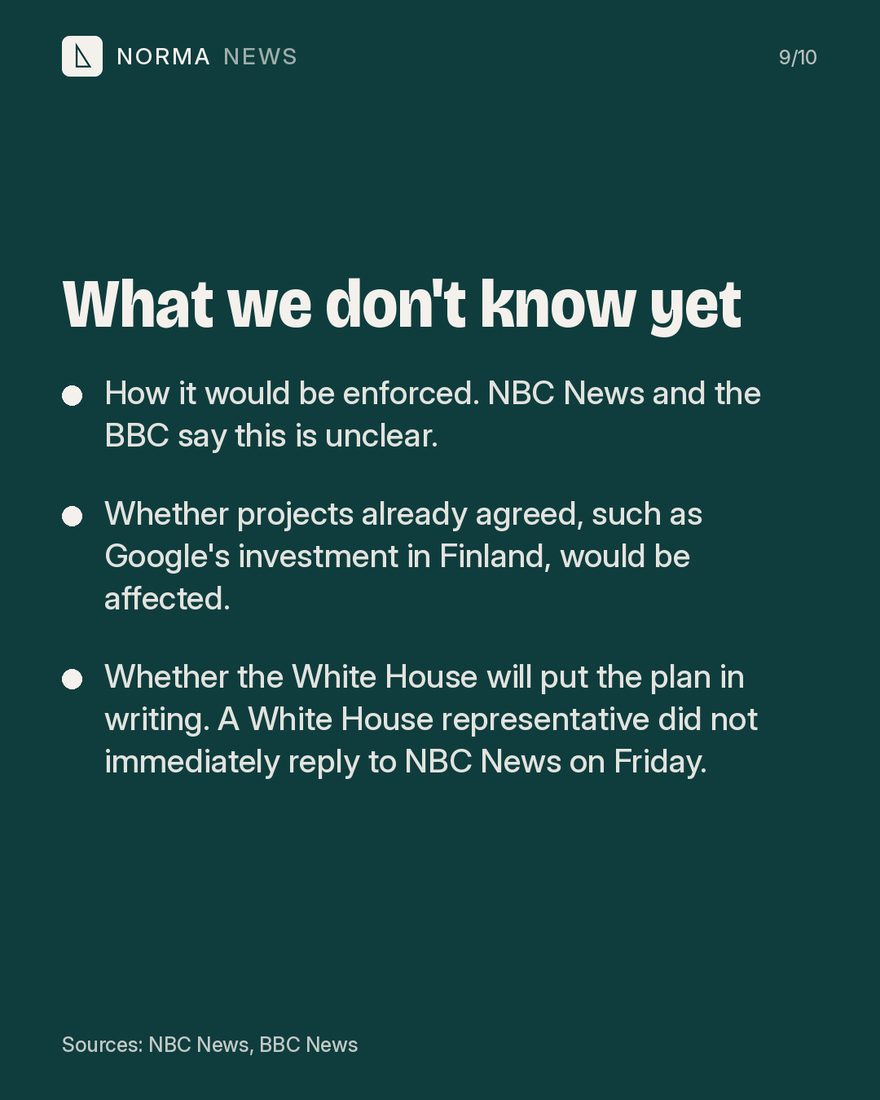 NORMA NEWS
9/10
What we don't know yet
How it would be enforced. NBC News and the
BBC say this is unclear.
Whether projects already agreed, such as
Google's investment in Finland, would be
affected.
Whether the White House will put the plan in
writing. A White House representative did not
immediately reply to NBC News on Friday.
Sources: NBC News, BBC News